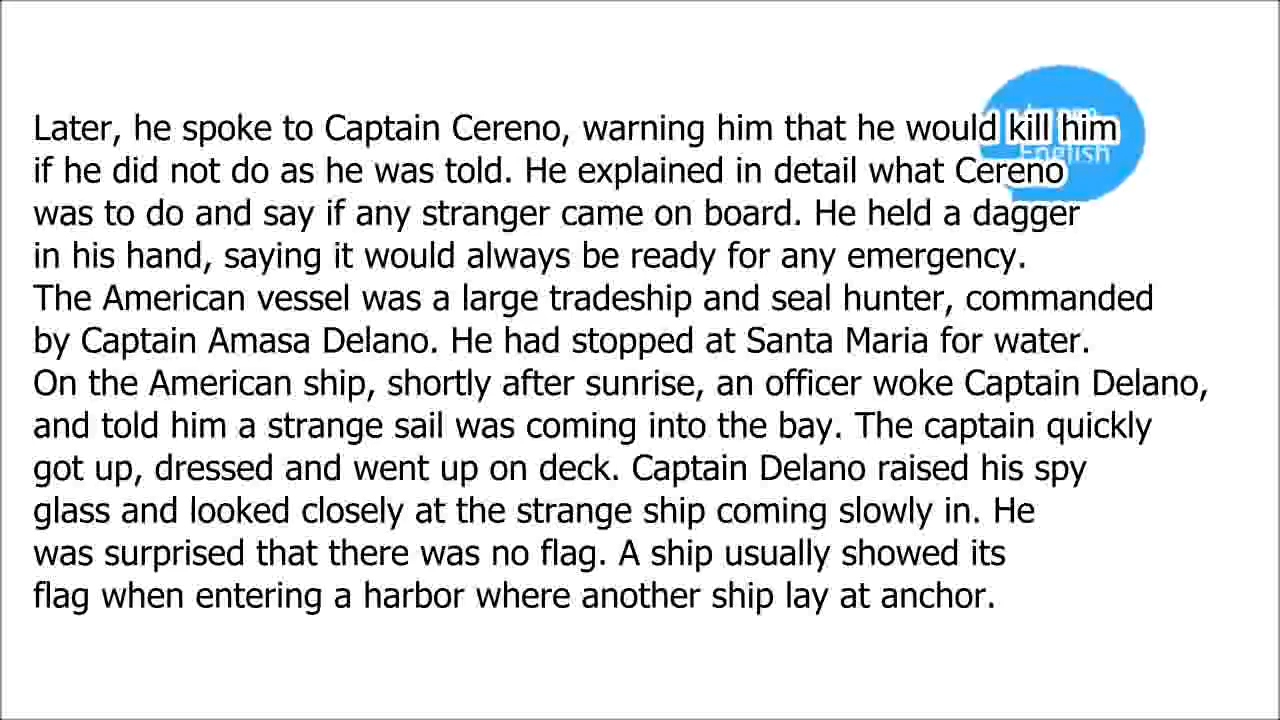 Later, he spoke to Captain Cereno, warning him that he would kill him
if he did not do as he was told. He explained in detail what Cereno
was to do and say if any stranger came on board. He held a dagger
in his hand, saying it would always be ready for any emergency.
The American vessel was a large tradeship and seal hunter, commanded
by Captain Amasa Delano. He had stopped at Santa Maria for water.
On the American ship, shortly after sunrise, an officer woke Captain Delano,
and told him a strange sail was coming into the bay. The captain quickly
got up, dressed and went up on deck. Captain Delano raised his spy
glass and looked closely at the strange ship coming slowly in. He
was surprised that there was no flag. A ship usually showed its
flag when entering a harbor where another ship lay at anchor.
English